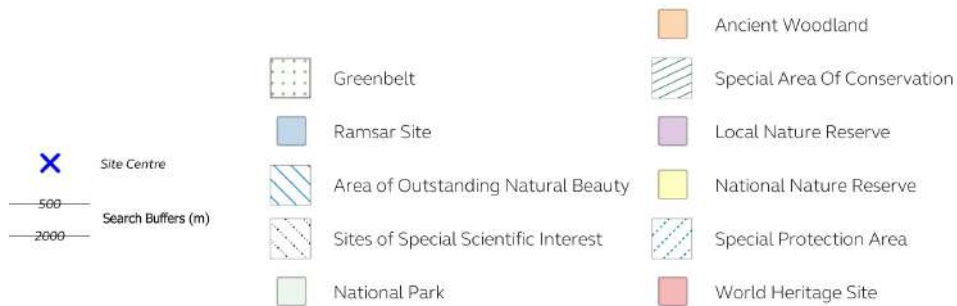 Site Centre
500
Search Buffers (m)
2000
Greenbelt
Ramsar Site
Area of Outstanding Natural Beauty
Sites of Special Scientific Interest
National Park
Ancient Woodland
Special Area Of Conservation
Local Nature Reserve
National Nature Reserve
Special Protection Area
World Heritage Site